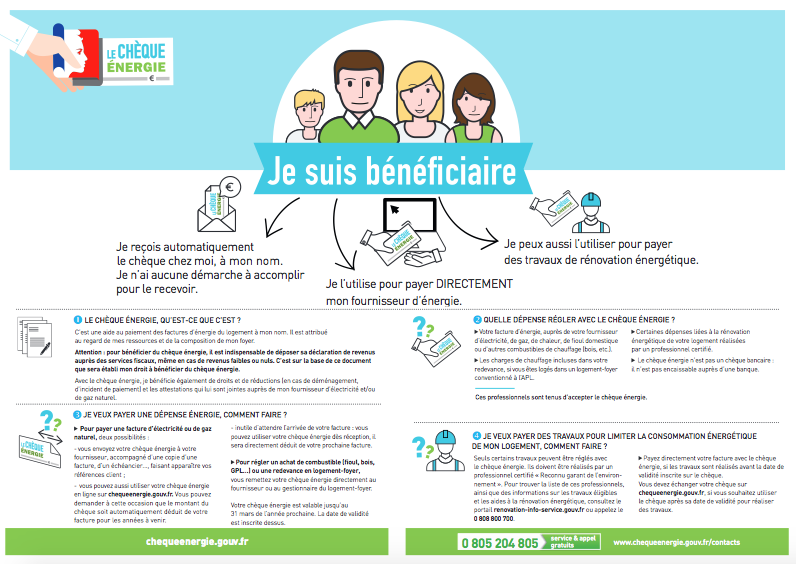 LE CHÈQUE
ÉNERGIE
€
Je suis bénéficiaire
€
LE CHÈQUE
ÉNERGIE
Je reçois automatiquement
le chèque chez moi, à mon nom.
Je n'ai aucune démarche à accomplir
pour le recevoir.
LE CHÈQUE
ÉNERGIE
Je l'utilise pour payer DIRECTEMENT
mon fournisseur d'énergie.
LE CHÈQUE
ÉNERGIE
Je peux aussi l'utiliser pour payer
des travaux de rénovation énergétique.
1 LE CHÈQUE ÉNERGIE, QU'EST-CE QUE C'EST ?
C'est une aide au paiement des factures d'énergie du logement à mon nom. Il est attribué
au regard de mes ressources et de la composition de mon foyer.
Attention : pour bénéficier du chèque énergie, il est indispensable de déposer sa déclaration de revenus
auprès des services fiscaux, même en cas de revenus faibles ou nuls. C'est sur la base de ce document
que sera établi mon droit à bénéficier du chèque énergie.
Avec le chèque énergie, je bénéficie également de droits et de réductions (en cas de déménagement,
d'incident de paiement) et les attestations qui lui sont jointes auprès de mon fournisseur d'électricité et/ou
de gaz naturel.
2 QUELLE DÉPENSE RÉGLER AVEC LE CHÈQUE ÉNERGIE ?
??
LE CHÈQUE
ÉNERGIE
▶ Votre facture d'énergie, auprès de votre fournisseur
d'électricité, de gaz, de chaleur, de fioul domestique
ou d'autres combustibles de chauffage (bois, etc.).
▶ Les charges de chauffage incluses dans votre
redevance, si vous êtes logés dans un logement-foyer
conventionné à l'APL.
▶ Certaines dépenses liées à la rénovation
énergétique de votre logement réalisées
par un professionnel certifié.
▶ Le chèque énergie n'est pas un chèque bancaire :
il n'est pas encaissable auprès d'une banque.
Ces professionnels sont tenus d'accepter le chèque énergie.
3 JE VEUX PAYER UNE DÉPENSE ÉNERGIE, COMMENT FAIRE ?
??
LE CHÈQUE
ÉNERGIE
▶ Pour payer une facture d'électricité ou de gaz
naturel, deux possibilités :
- vous envoyez votre chèque énergie à votre
fournisseur, accompagné d'une copie d'une
facture, d'un échéancier..., faisant apparaître vos
références client ;
- vous pouvez aussi utiliser votre chèque énergie
en ligne sur chequeenergie.gouv.fr. Vous pouvez
demander à cette occasion que le montant du
chèque soit automatiquement déduit de votre
facture pour les années à venir.
- inutile d'attendre l'arrivée de votre facture : vous
pouvez utiliser votre chèque énergie dès réception, il
sera directement déduit de votre prochaine facture.
▶ Pour régler un achat de combustible (fioul, bois,
GPL...) ou une redevance en logement-foyer,
vous remettez votre chèque énergie directement au
fournisseur ou au gestionnaire du logement-foyer.
Votre chèque énergie est valable jusqu'au
31 mars de l'année prochaine. La date de validité
est inscrite dessus.
4 JE VEUX PAYER DES TRAVAUX POUR LIMITER LA CONSOMMATION ÉNERGÉTIQUE
DE MON LOGEMENT, COMMENT FAIRE ?
??
Seuls certains travaux peuvent être réglés avec
le chèque énergie. Ils doivent être réalisés par un
professionnel certifié « Reconnu garant de l'environ-
nement ». Pour trouver la liste de ces professionnels,
ainsi que des informations sur les travaux éligibles
et les aides à la rénovation énergétique, consultez le
portail renovation-info-service.gouv.fr ou appelez le
0 808 800 700.
▶ Payez directement votre facture avec le chèque
énergie, si les travaux sont réalisés avant la date de
validité inscrite sur le chèque.
Vous devez échanger votre chèque sur
chequeenergie.gouv.fr, si vous souhaitez utiliser
le chèque après sa date de validité pour réaliser
des travaux.
chequeenergie.gouv.fr
0 805 204 805 service & appel
gratuits
www.chequeenergie.gouv.fr/contacts